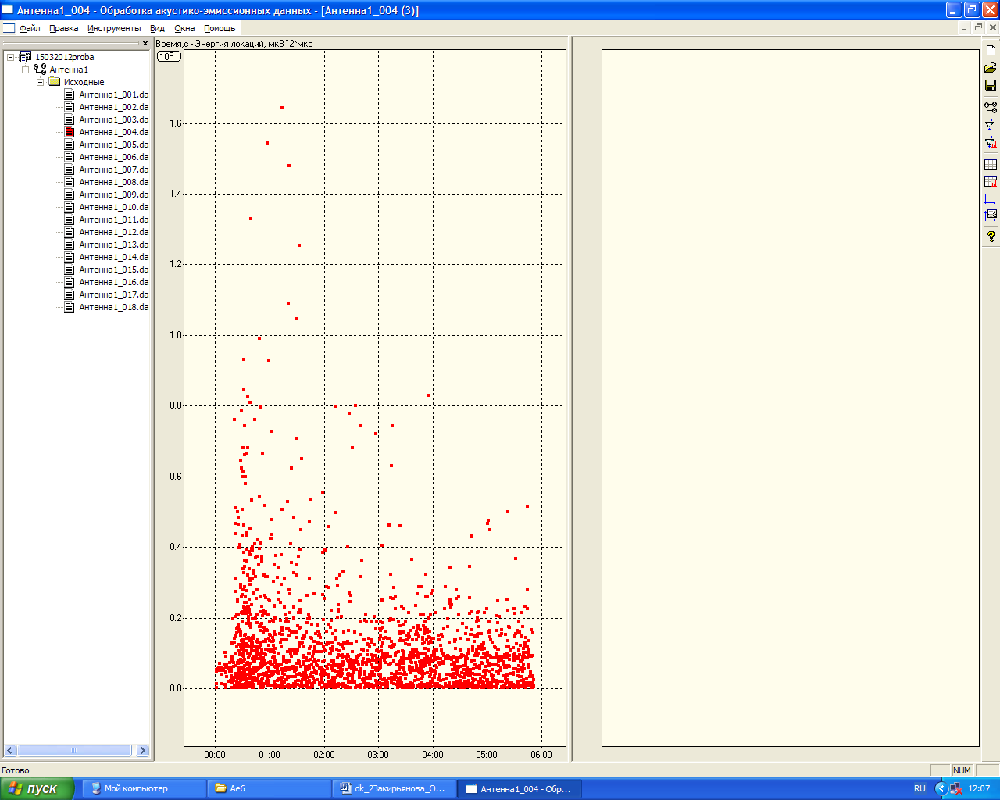 Антенна1_004 - Обработка акустико-эмиссионных данных - [Антенна1_004 (3)]
Файл Правка Инструменты Вид Окна Помощь
15032012proba
Антенна1
Исходные
Антенна1_001.da
Антенна1_002.da
Антенна1_003.da
Антенна1_004.da
Антенна1_005.da
Антенна1_006.da
Антенна1_007.da
Антенна1_008.da
Антенна1_009.da
Антенна1_010.da
Антенна1_011.da
Антенна1_012.da
Антенна1_013.da
Антенна1_014.da
Антенна1_015.da
Антенна1_016.da
Антенна1_017.da
Антенна1_018.da
Время,с - Энергия локаций, мкВ^2*мкс
106
1.6
1.4
1.2
1.0
0.8
0.6
0.4
0.2
0.0
00:00 01:00 02:00 03:00 04:00 05:00 06:00
Готово
NUM
пуск Мой компьютер Ae6 dk_23акирьянова_О... Антенна1_004 - Обр... RU 12:07